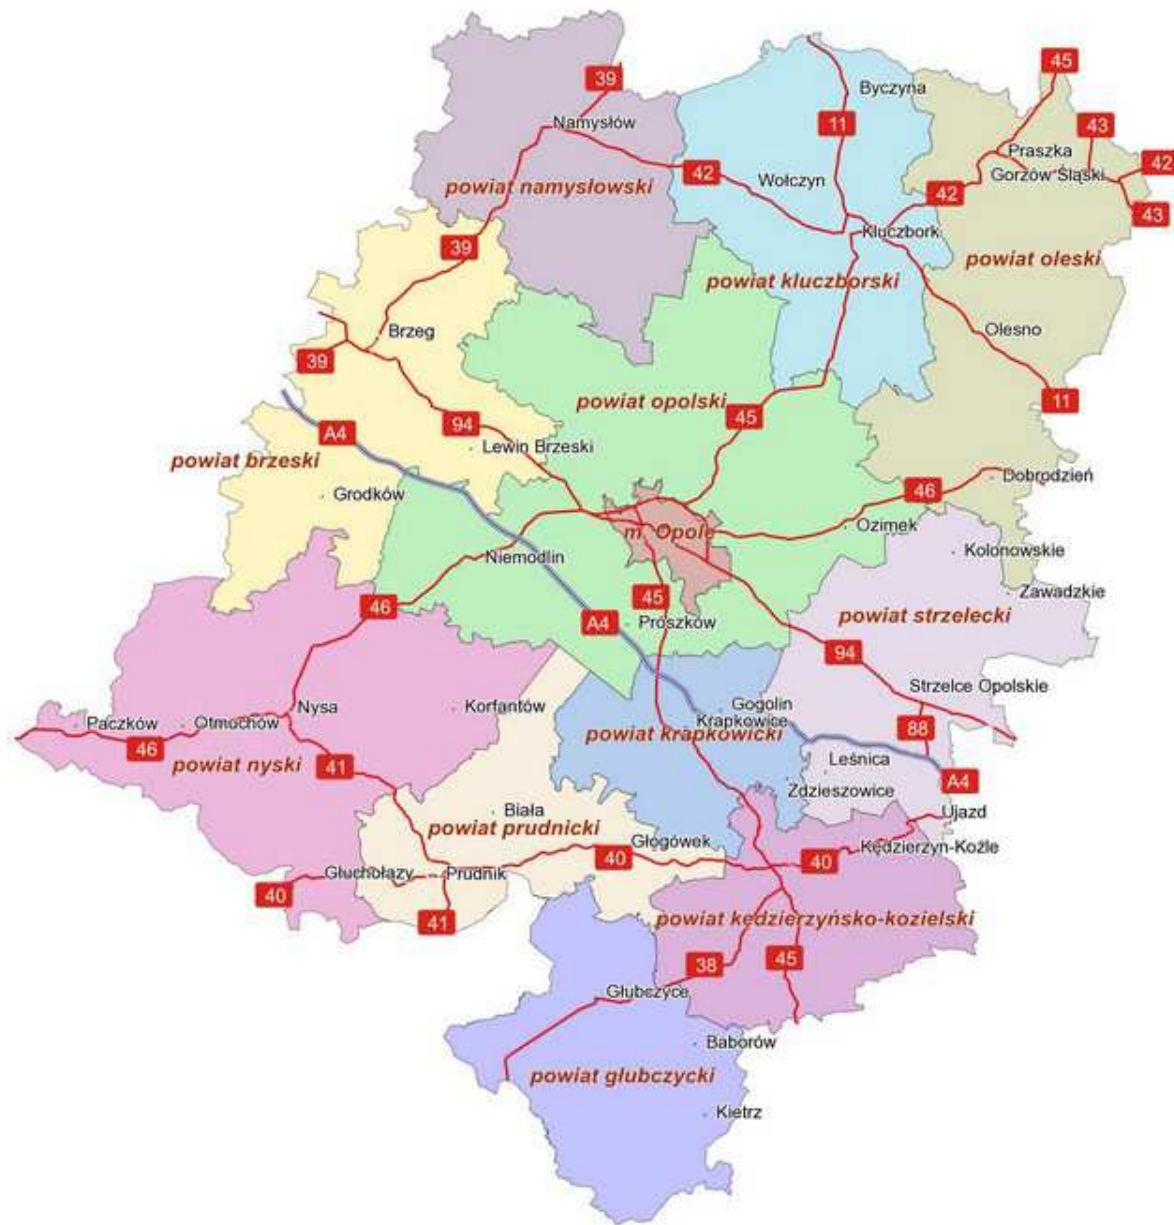 45
39
Byczyna
11
43
Namysłów
Praszka
42
42
Wołczyn
Gorzów Śląski
powiat namysłowski
42
43
Kluczbork
39
powiat oleski
powiat kluczborski
Brzeg
Olesno
39
powiat opolski
11
45
94
A4
Lewin Brzeski
powiat brzeski
Dobrodzień
46
Grodków
m. Opole
Ozimek
Kolonowskie
Niemodlin
Zawadzkie
45
46
powiat strzelecki
A4
Prószków
94
Strzelce Opolskie
Gogolin
Nysa
Korfantów
Paczków
Otmuchów
Krapkowice
88
powiat krapkowicki
46
Leśnica
powiat nyski
41
A4
Zdzieszowice
Biała
Ujazd
powiat prudnicki
Głogówek
Kędzierzyn-Koźle
40
40
Głuchołazy
Prudnik
40
41
powiat kędzierzyńsko-kozielski
45
38
Głubczyce
Baborów
powiat głubczycki
Kietrz